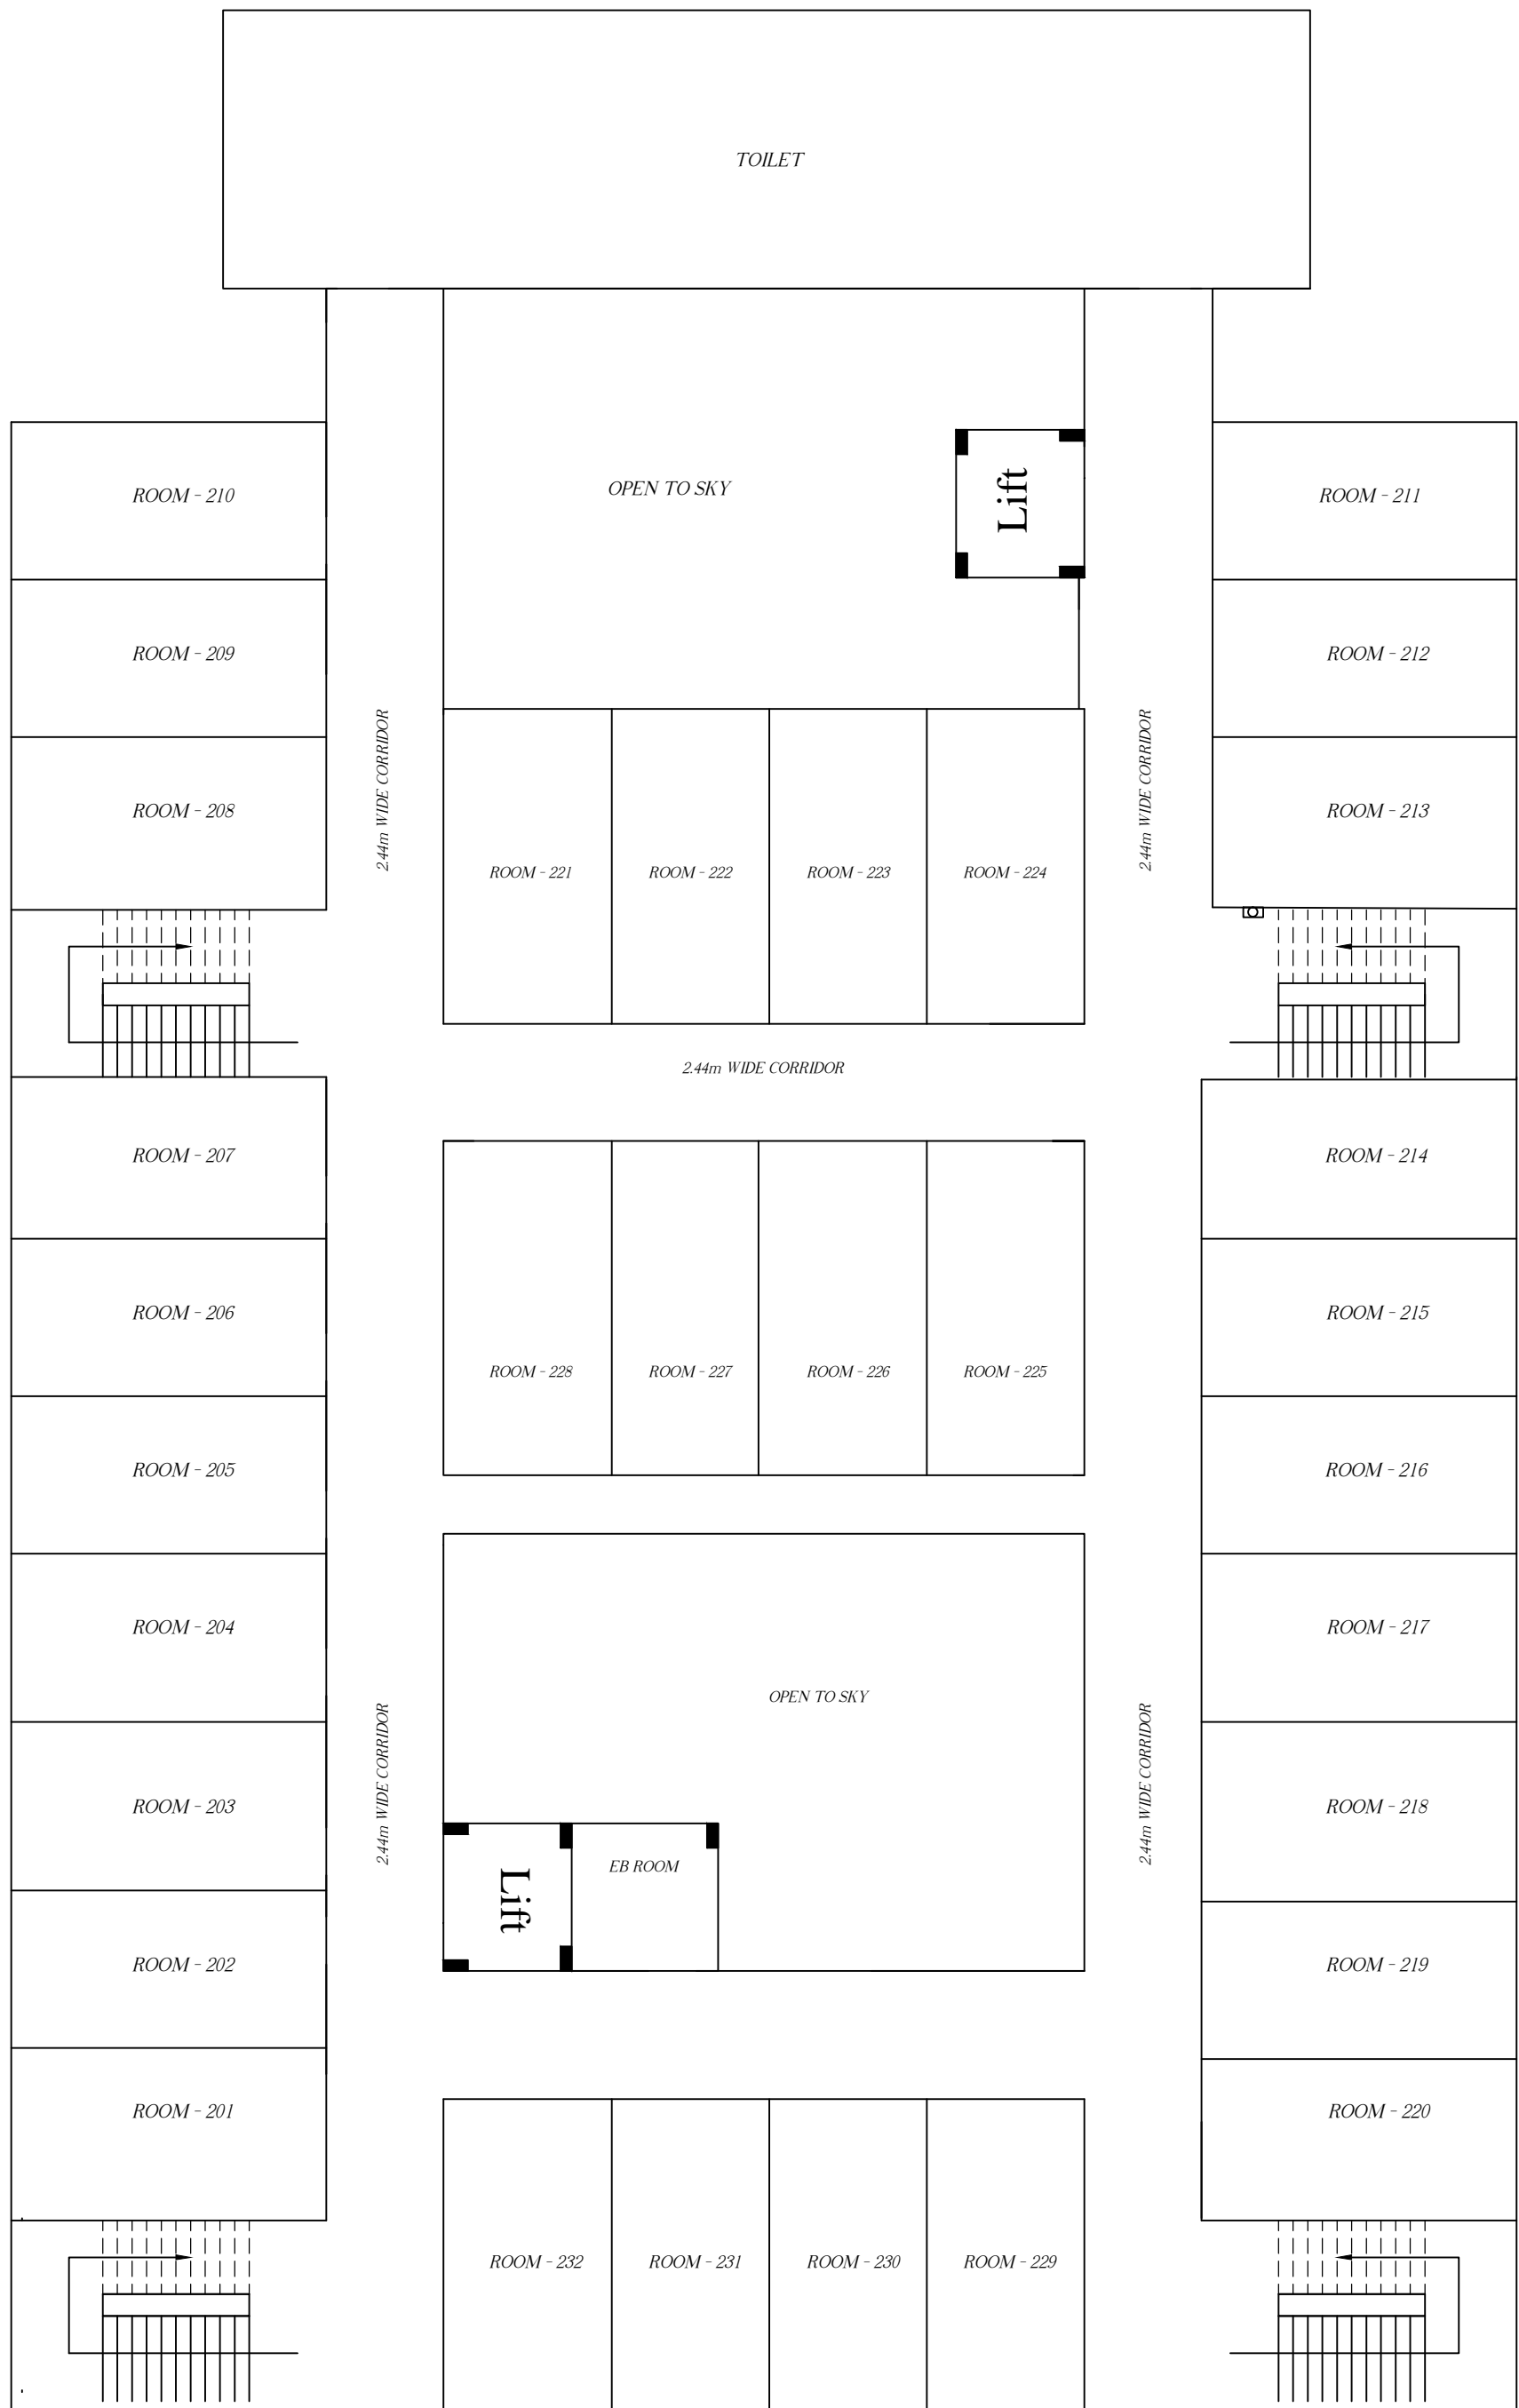 TOILET
OPEN TO SKY
Lift
ROOM - 210
ROOM - 211
ROOM - 209
ROOM - 212
ROOM - 208
ROOM - 213
2.44m WIDE CORRIDOR
2.44m WIDE CORRIDOR
ROOM - 221
ROOM - 222
ROOM - 223
ROOM - 224
2.44m WIDE CORRIDOR
ROOM - 207
ROOM - 214
ROOM - 206
ROOM - 215
ROOM - 228
ROOM - 227
ROOM - 226
ROOM - 225
ROOM - 205
ROOM - 216
ROOM - 204
ROOM - 217
OPEN TO SKY
2.44m WIDE CORRIDOR
2.44m WIDE CORRIDOR
ROOM - 203
ROOM - 218
EB ROOM
Lift
ROOM - 202
ROOM - 219
ROOM - 201
ROOM - 220
ROOM - 232
ROOM - 231
ROOM - 230
ROOM - 229